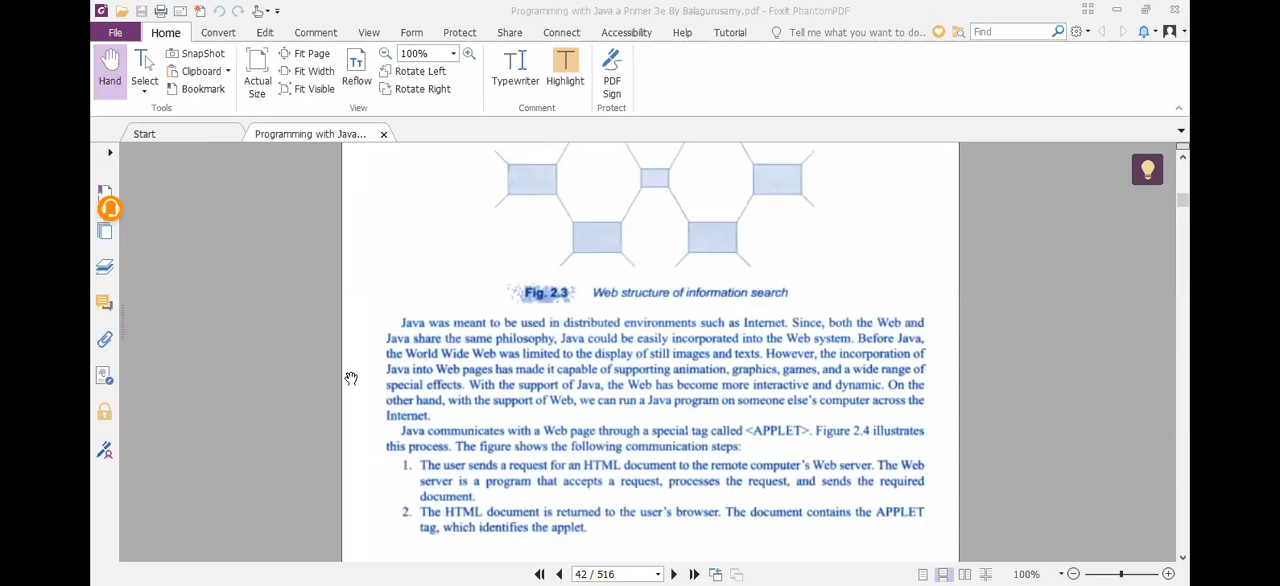 Programming with Java a Primer 3e By Balagurusamy.pdf - Foxit PhantomPDF
File Home Convert Edit Comment View Form Protect Share Connect Accessibility Help Tutorial Tell me what you want to do.. Find
Hand
Select
SnapShot
Clipboard
Bookmark
Actual Size
Fit Page
Fit Width
Fit Visible
Reflow
100%
Rotate Left
Rotate Right
Typewriter
Highlight
PDF Sign
Tools View Comment Protect
Start Programming with Java...
Fig. 2.3 Web structure of information search
Java was meant to be used in distributed environments such as Internet. Since, both the Web and
Java share the same philosophy, Java could be easily incorporated into the Web system. Before Java,
the World Wide Web was limited to the display of still images and texts. However, the incorporation of
Java into Web pages has made it capable of supporting animation, graphics, games, and a wide range of
special effects. With the support of Java, the Web has become more interactive and dynamic. On the
other hand, with the support of Web, we can run a Java program on someone else's computer across the
Internet.
Java communicates with a Web page through a special tag called <APPLET>. Figure 2.4 illustrates
this process. The figure shows the following communication steps:
1. The user sends a request for an HTML document to the remote computer's Web server. The Web
server is a program that accepts a request, processes the request, and sends the required
document.
2. The HTML document is returned to the user's browser. The document contains the APPLET
tag, which identifies the applet.
42 / 516
100%